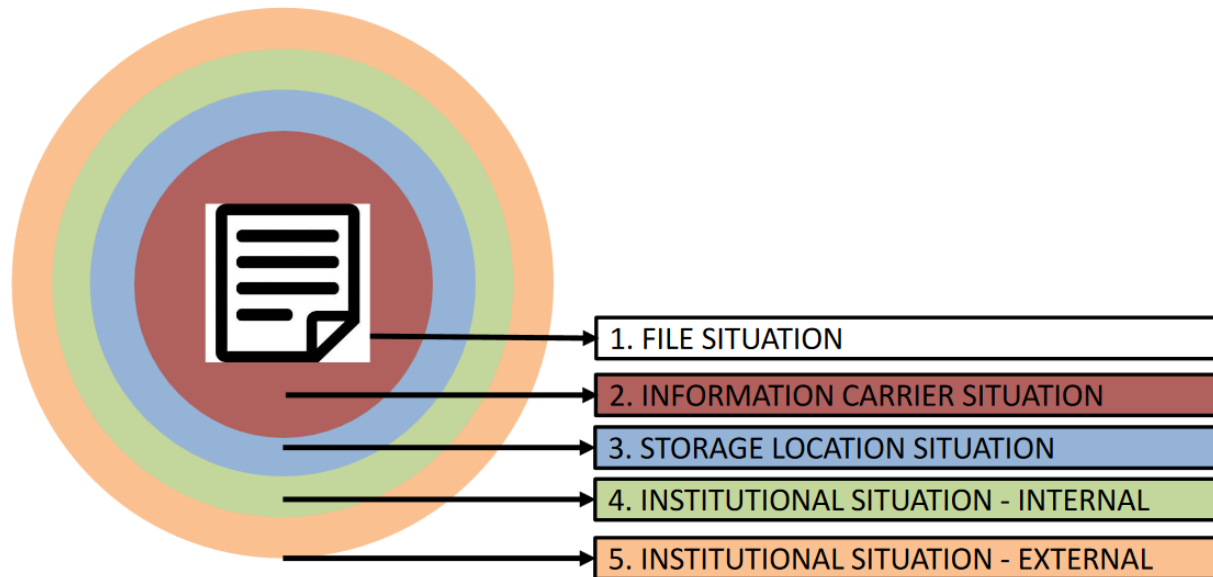 1. FILE SITUATION
2. INFORMATION CARRIER SITUATION
3. STORAGE LOCATION SITUATION
4. INSTITUTIONAL SITUATION - INTERNAL
5. INSTITUTIONAL SITUATION - EXTERNAL